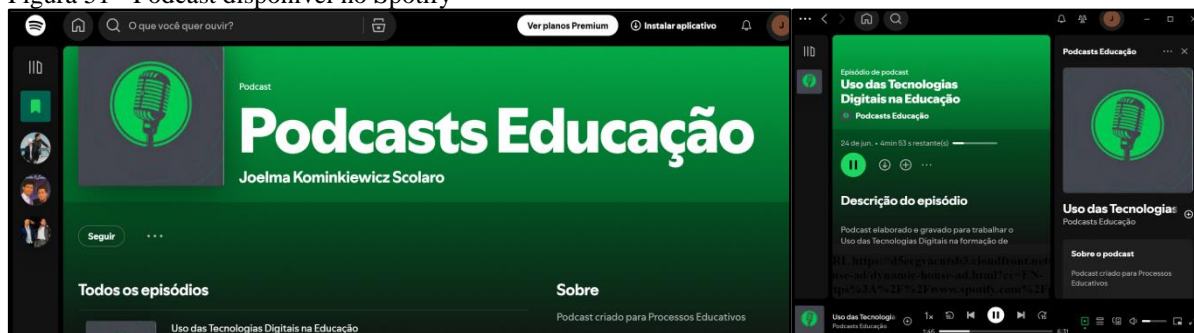 Figura 31 - Podcast disponível no Spotify
O que você quer ouvir?
Ver planos Premium
Instalar aplicativo
J
Podcast
Podcasts Educação
Joelma Kominkiewicz Scolaro
Seguir
Todos os episódios
Uso das Tecnologias Digitais na Educação
Sobre
Podcast criado para Processos Educativos
J
Episódio de podcast
Uso das Tecnologias
Digitais na Educação
Podcasts Educação
24 de jun. • 4min 53 s restante(s)
Descrição do episódio
Podcast elaborado e gravado para trabalhar o
Uso das Tecnologias Digitais na formação de
Podcasts Educação
Uso das Tecnologias
Podcasts Educação
Sobre o podcast
Podcast criado para Processos
Educativos
Uso das Tecnologia
Podcasts Educação
1x
1:46
6:31